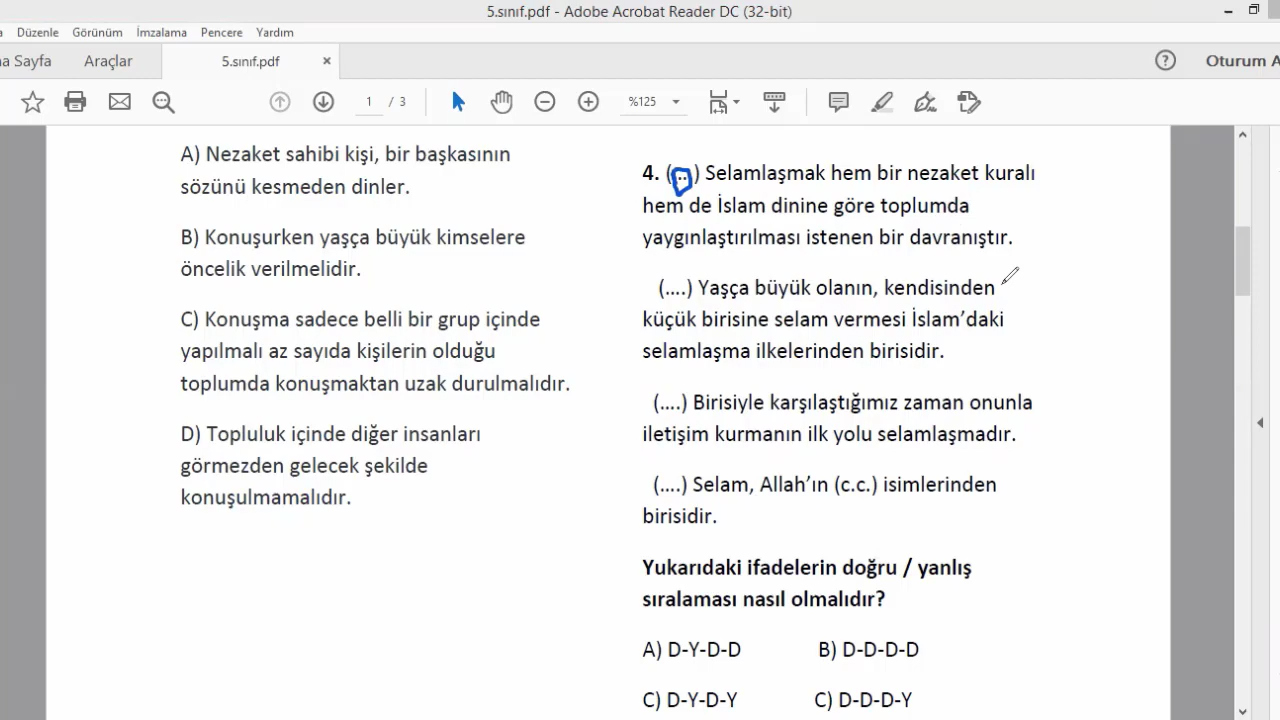 5.sınıf.pdf - Adobe Acrobat Reader DC (32-bit)
Düzenle Görünüm İmzalama Pencere Yardım
a Sayfa Araçlar 5.sınıf.pdf × ? Oturum A
1 / 3 %125
A) Nezaket sahibi kişi, bir başkasının
sözünü kesmeden dinler.
B) Konuşurken yaşça büyük kimselere
öncelik verilmelidir.
C) Konuşma sadece belli bir grup içinde
yapılmalı az sayıda kişilerin olduğu
toplumda konuşmaktan uzak durulmalıdır.
D) Topluluk içinde diğer insanları
görmezden gelecek şekilde
konuşulmamalıdır.
4. (...) Selamlaşmak hem bir nezaket kuralı
hem de İslam dinine göre toplumda
yaygınlaştırılması istenen bir davranıştır.
(....) Yaşça büyük olanın, kendisinden
küçük birisine selam vermesi İslam’daki
selamlaşma ilkelerinden birisidir.
(....) Birisiyle karşılaştığımız zaman onunla
iletişim kurmanın ilk yolu selamlaşmadır.
(....) Selam, Allah’ın (c.c.) isimlerinden
birisidir.
Yukarıdaki ifadelerin doğru / yanlış
sıralaması nasıl olmalıdır?
A) D-Y-D-D B) D-D-D-D
C) D-Y-D-Y C) D-D-D-Y